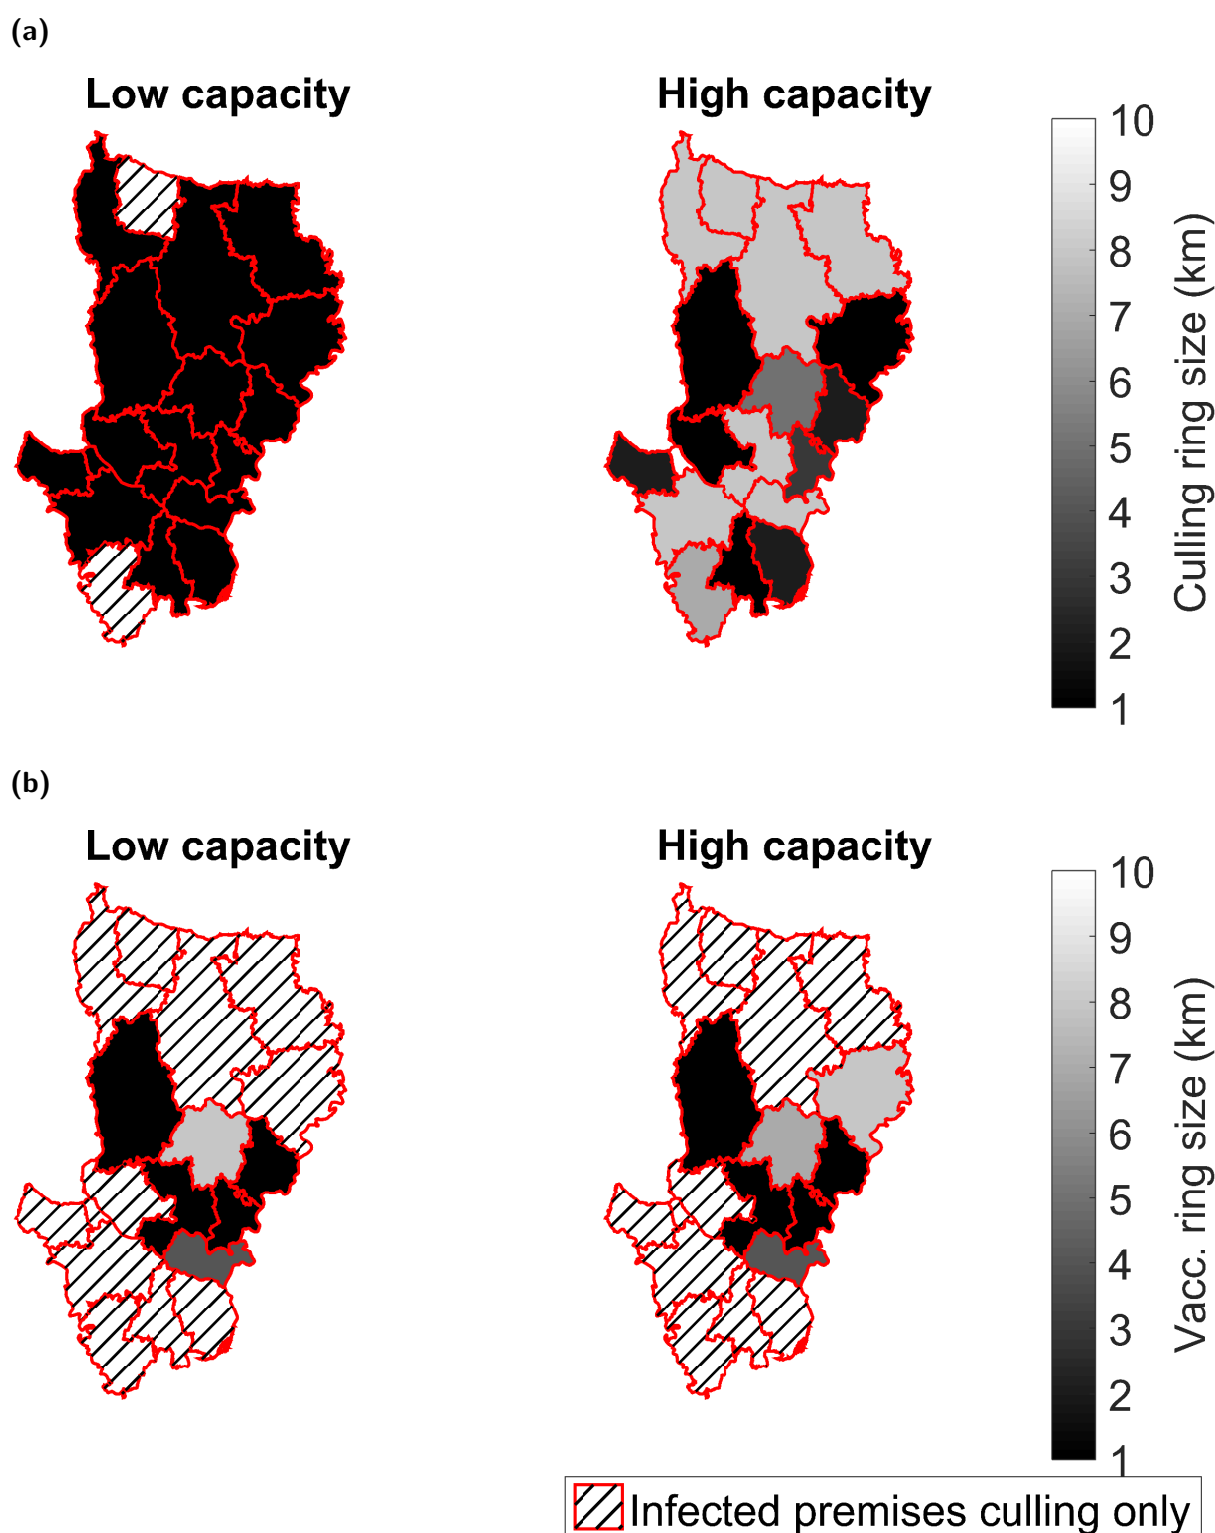 (a)
Low capacity
High capacity
10
9
8
7
6
5
4
3
2
1
Culling ring size (km)
(b)
Low capacity
High capacity
10
9
8
7
6
5
4
3
2
1
Vacc. ring size (km)
Infected premises culling only